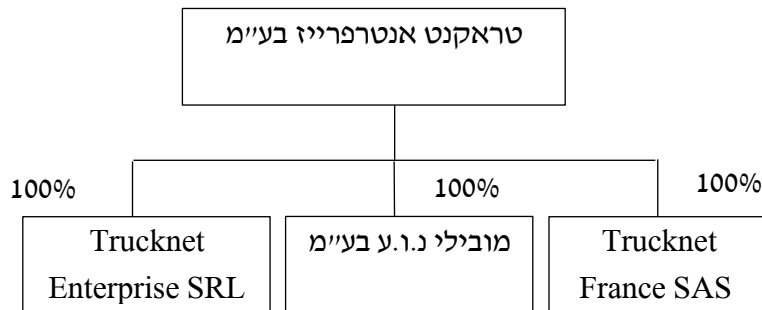 טראקנט אנטרפרייז בע״מ
100%
100%
100%
Trucknet
Enterprise SRL
מובילי נ.ו.ע בע״מ
Trucknet
France SAS